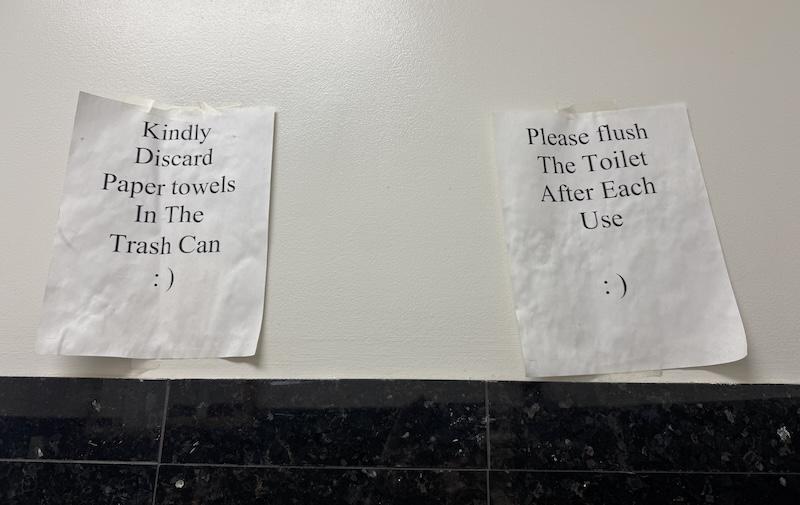 Kindly
Discard
Paper towels
In The
Trash Can
: )
Please flush
The Toilet
After Each
Use
: )